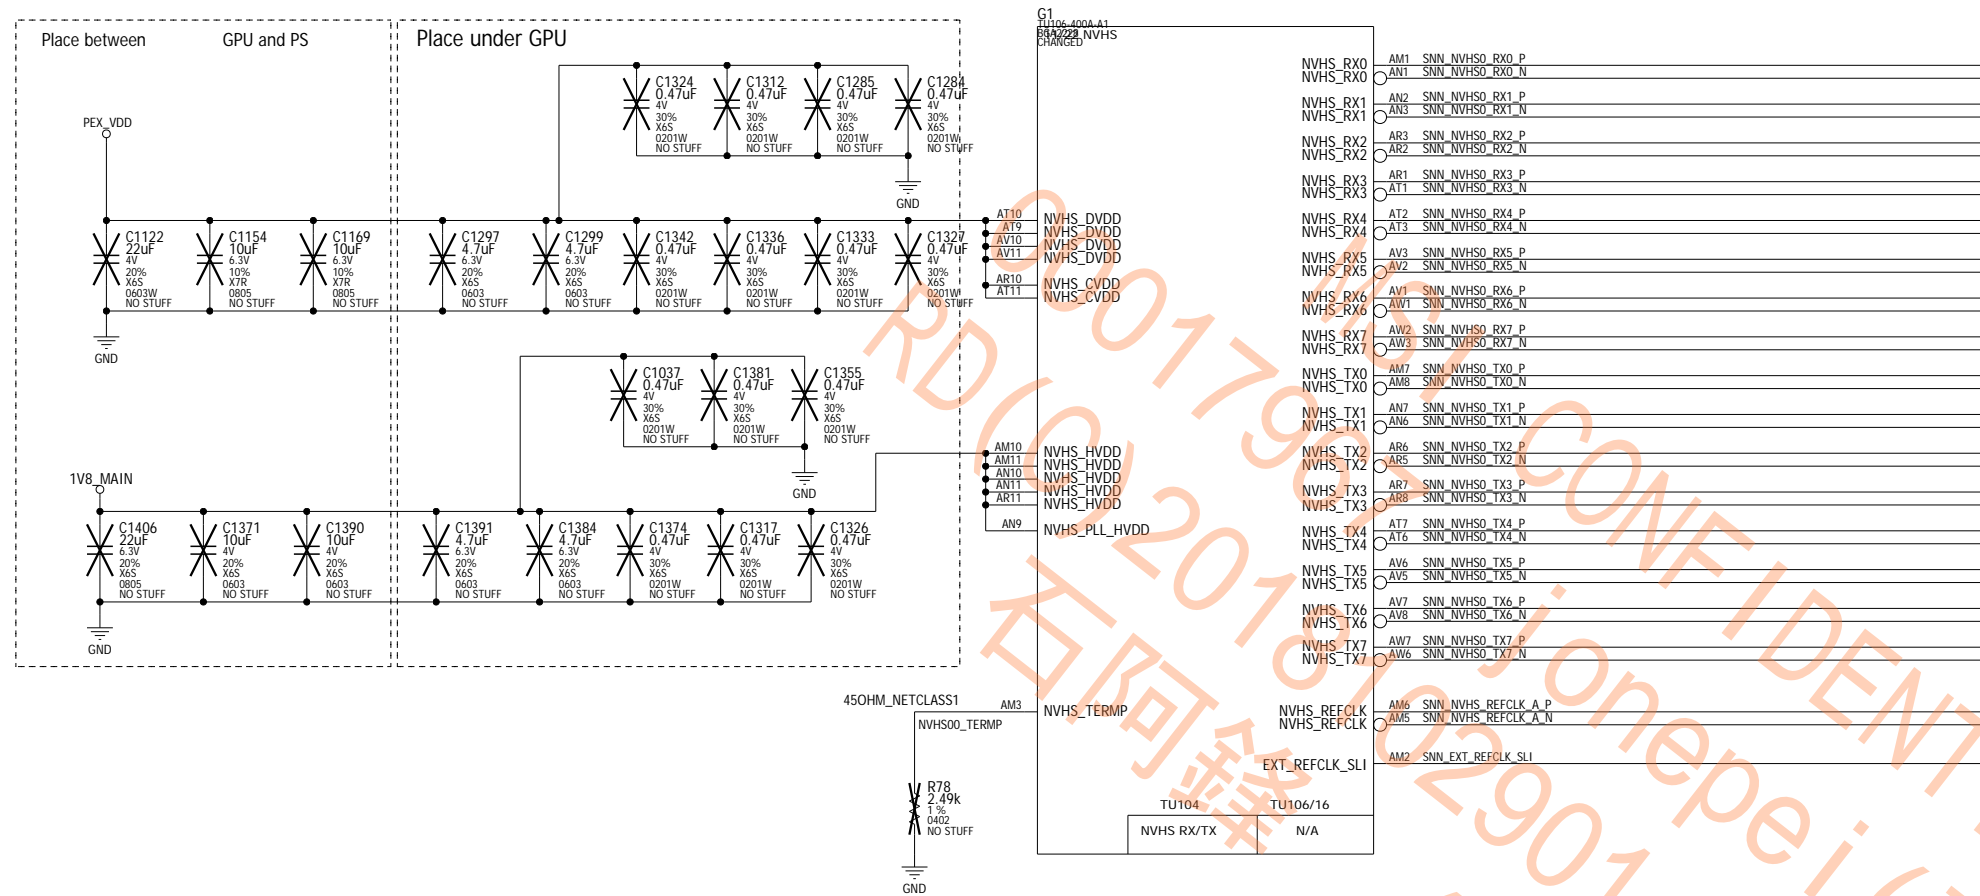 Place between GPU and PS
Place under GPU
PEX_VDD
C1324
0.47uF
4V
30%
X6S
0201W
NO STUFF
C1312
0.47uF
4V
30%
X6S
0201W
NO STUFF
C1285
0.47uF
4V
30%
X6S
0201W
NO STUFF
C1284
0.47uF
4V
30%
X6S
0201W
NO STUFF
GND
C1122
22uF
4V
20%
X6S
0603W
NO STUFF
C1154
10uF
6.3V
10%
X7R
0805
NO STUFF
C1169
10uF
6.3V
10%
X7R
0805
NO STUFF
C1297
4.7uF
6.3V
20%
X6S
0603
NO STUFF
C1299
4.7uF
6.3V
20%
X6S
0603
NO STUFF
C1342
0.47uF
4V
30%
X6S
0201W
NO STUFF
C1336
0.47uF
4V
30%
X6S
0201W
NO STUFF
C1333
0.47uF
4V
30%
X6S
0201W
NO STUFF
C1327
0.47uF
4V
30%
X6S
0201W
NO STUFF
GND
C1037
0.47uF
4V
30%
X6S
0201W
NO STUFF
C1381
0.47uF
4V
30%
X6S
0201W
NO STUFF
C1355
0.47uF
4V
30%
X6S
0201W
NO STUFF
GND
1V8_MAIN
C1406
22uF
6.3V
20%
X6S
0805
NO STUFF
C1371
10uF
4V
20%
X6S
0603
NO STUFF
C1390
10uF
4V
20%
X6S
0603
NO STUFF
C1391
4.7uF
6.3V
20%
X6S
0603
NO STUFF
C1384
4.7uF
6.3V
20%
X6S
0603
NO STUFF
C1374
0.47uF
4V
30%
X6S
0201W
NO STUFF
C1317
0.47uF
4V
30%
X6S
0201W
NO STUFF
C1326
0.47uF
4V
30%
X6S
0201W
NO STUFF
GND
45OHM_NETCLASS1
NVHS00_TERMP
R78
2.49k
1%
0402
NO STUFF
GND
G1
TU106-400A-A1
NVHS
CHANGED
AT10 NVHS_DVDD
AT9 NVHS_DVDD
AV10 NVHS_DVDD
AV11 NVHS_DVDD
AR10 NVHS_CVDD
AT11 NVHS_CVDD
AM10 NVHS_HVDD
AM11 NVHS_HVDD
AN10 NVHS_HVDD
AN11 NVHS_HVDD
AR11 NVHS_HVDD
AN9 NVHS_PLL_HVDD
AM3 NVHS_TERMP
NVHS_RX0 AM1 SNN_NVHS0_RX0_P
NVHS_RX0 AN1 SNN_NVHS0_RX0_N
NVHS_RX1 AN2 SNN_NVHS0_RX1_P
NVHS_RX1 AN3 SNN_NVHS0_RX1_N
NVHS_RX2 AR3 SNN_NVHS0_RX2_P
NVHS_RX2 AR2 SNN_NVHS0_RX2_N
NVHS_RX3 AR1 SNN_NVHS0_RX3_P
NVHS_RX3 AT1 SNN_NVHS0_RX3_N
NVHS_RX4 AT2 SNN_NVHS0_RX4_P
NVHS_RX4 AT3 SNN_NVHS0_RX4_N
NVHS_RX5 AV3 SNN_NVHS0_RX5_P
NVHS_RX5 AV2 SNN_NVHS0_RX5_N
NVHS_RX6 AV1 SNN_NVHS0_RX6_P
NVHS_RX6 AW1 SNN_NVHS0_RX6_N
NVHS_RX7 AW2 SNN_NVHS0_RX7_P
NVHS_RX7 AW3 SNN_NVHS0_RX7_N
NVHS_TX0 AM7 SNN_NVHS0_TX0_P
NVHS_TX0 AM8 SNN_NVHS0_TX0_N
NVHS_TX1 AN7 SNN_NVHS0_TX1_P
NVHS_TX1 AN6 SNN_NVHS0_TX1_N
NVHS_TX2 AR6 SNN_NVHS0_TX2_P
NVHS_TX2 AR5 SNN_NVHS0_TX2_N
NVHS_TX3 AR7 SNN_NVHS0_TX3_P
NVHS_TX3 AR8 SNN_NVHS0_TX3_N
NVHS_TX4 AT7 SNN_NVHS0_TX4_P
NVHS_TX4 AT6 SNN_NVHS0_TX4_N
NVHS_TX5 AV6 SNN_NVHS0_TX5_P
NVHS_TX5 AV5 SNN_NVHS0_TX5_N
NVHS_TX6 AV7 SNN_NVHS0_TX6_P
NVHS_TX6 AV8 SNN_NVHS0_TX6_N
NVHS_TX7 AW7 SNN_NVHS0_TX7_P
NVHS_TX7 AW6 SNN_NVHS0_TX7_N
NVHS_REFCLK AM6 SNN_NVHS_REFCLK_A_P
NVHS_REFCLK AM5 SNN_NVHS_REFCLK_A_N
EXT_REFCLK_SLI AM2 SNN_EXT_REFCLK_SLI
TU104 TU106/16
NVHS RX/TX N/A
MSI CONFIDENT
00017967 jonepei(
RD(C)2018102901
石阿鋒